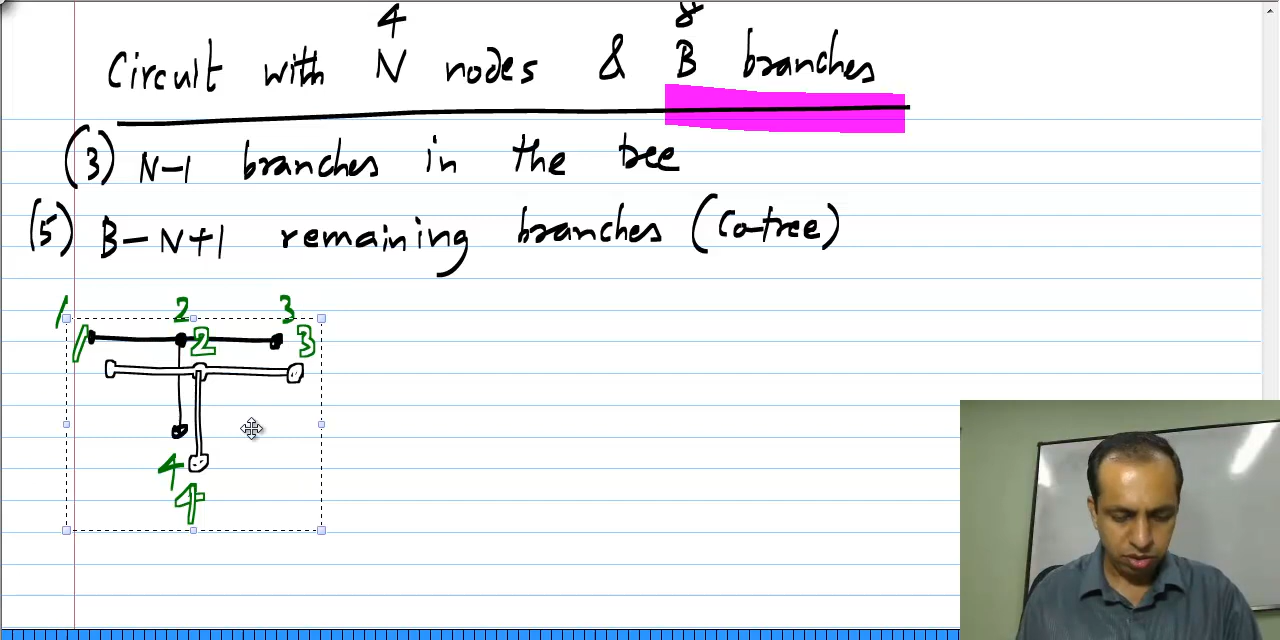 4 8
Circuit with N nodes & B branches
(3) N-1 branches in the tree
(5) B-N+1 remaining branches (Co-tree)
1 2 3
1 2 3
4
4